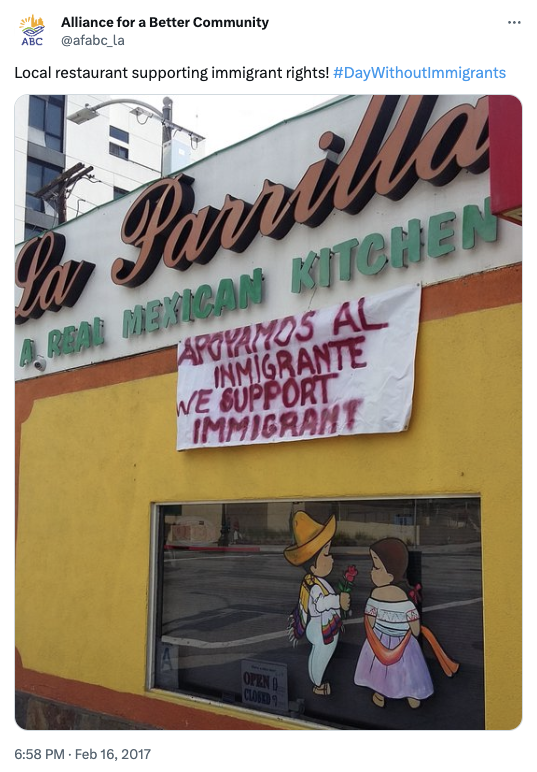 Alliance for a Better Community
@afabc_la
ABC
Local restaurant supporting immigrant rights! #DayWithoutImmigrants
La Parrilla
A REAL MEXICAN KITCHEN
APOYAMOS AL
INMIGRANTE
WE SUPPORT
IMMIGRANT
A
OPEN
CLOSED
6:58 PM · Feb 16, 2017